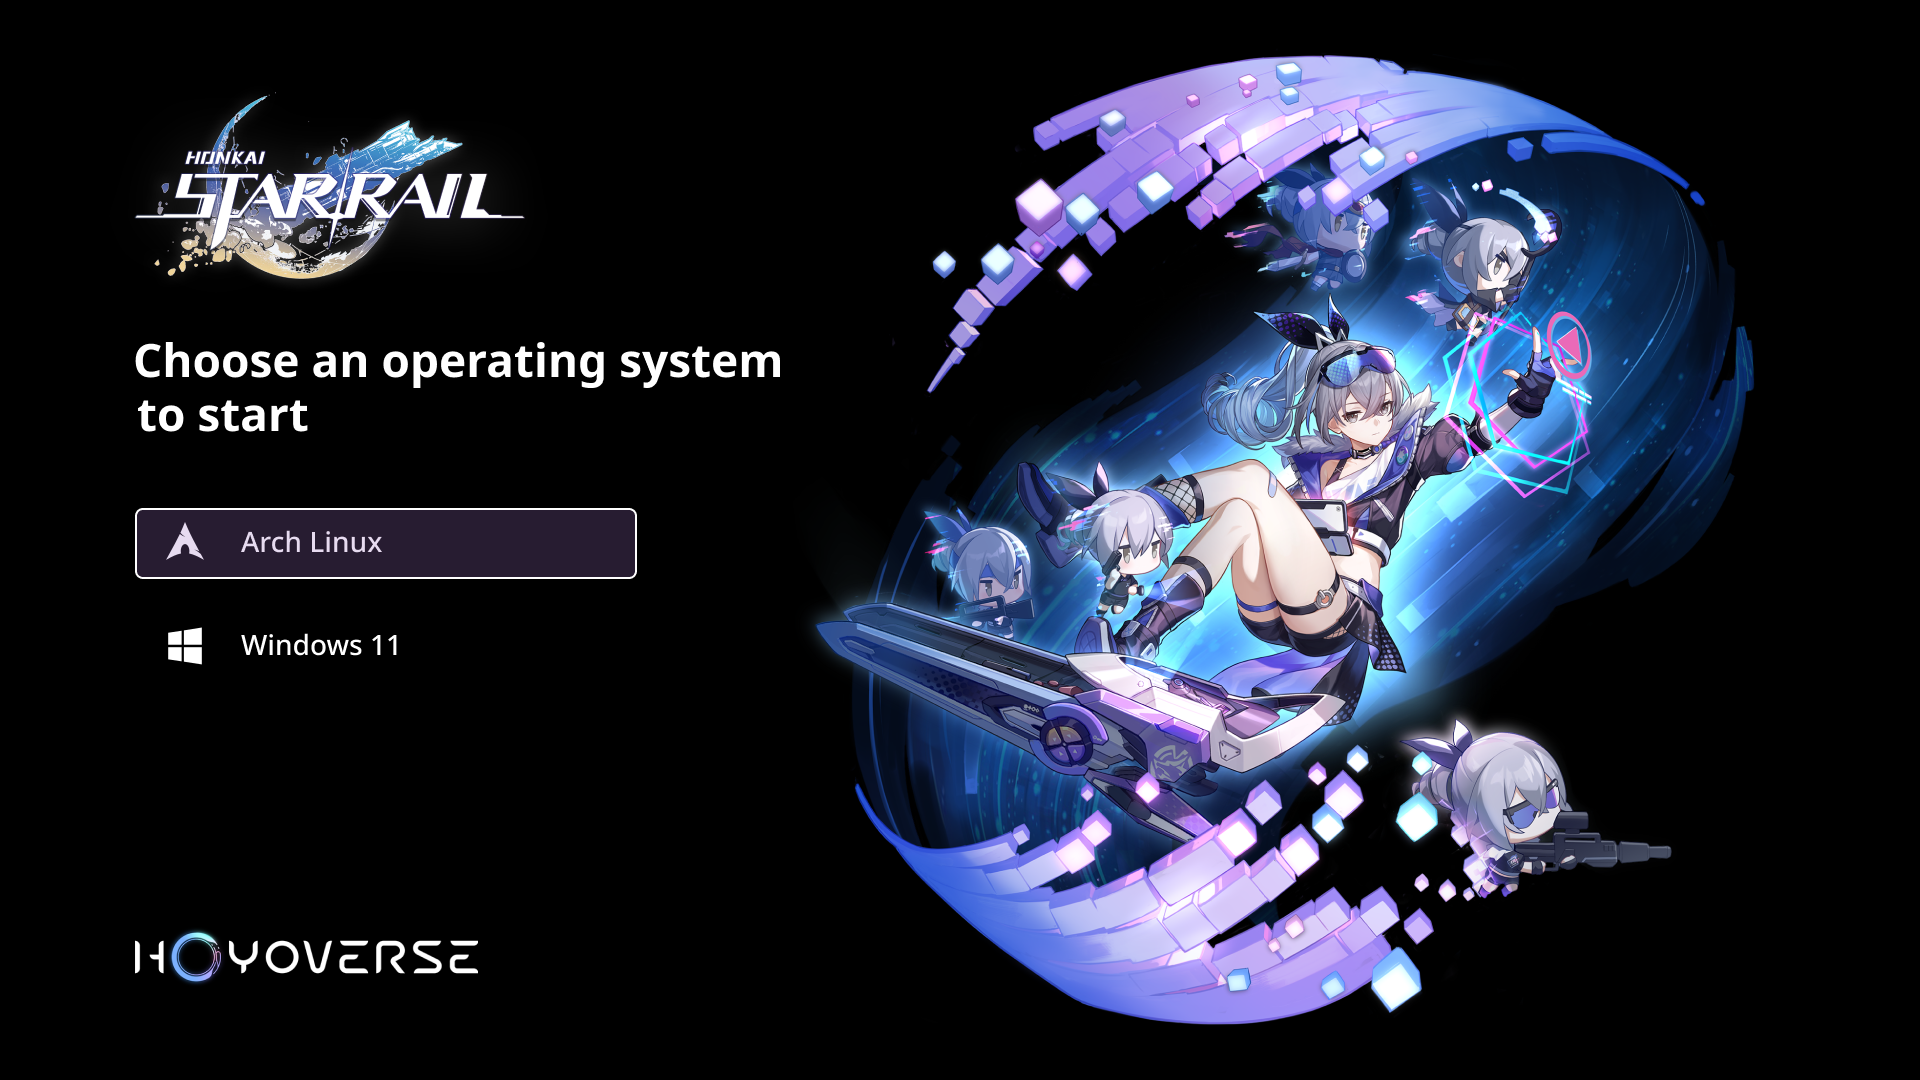 HONKAI
STAR RAIL
Choose an operating system
to start
Arch Linux
Windows 11
HOYOVERSE